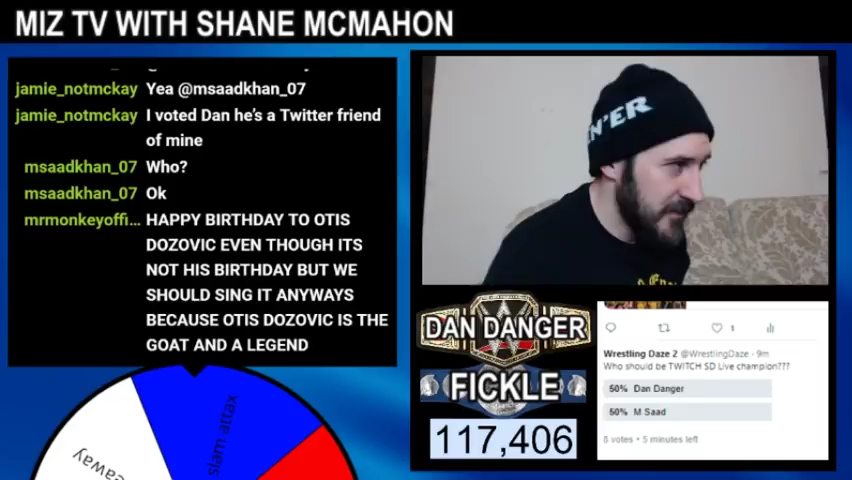 MIZ TV WITH SHANE MCMAHON
jamie_notmckay Yea @msaadkhan_07
jamie_notmckay I voted Dan he's a Twitter friend
of mine
msaadkhan_07 Who?
msaadkhan_07 Ok
mrmonkeyoffi... HAPPY BIRTHDAY TO OTIS
DOZOVIC EVEN THOUGH ITS
NOT HIS BIRTHDAY BUT WE
SHOULD SING IT ANYWAYS
BECAUSE OTIS DOZOVIC IS THE
GOAT AND A LEGEND
slam attax
eaway
N'ER
DAN DANGER
FICKLE
117,406
1
Wrestling Daze 2 @WrestlingDaze · 9m
Who should be TWITCH SD Live champion???
50% Dan Danger
50% M Saad
8 votes · 5 minutes left